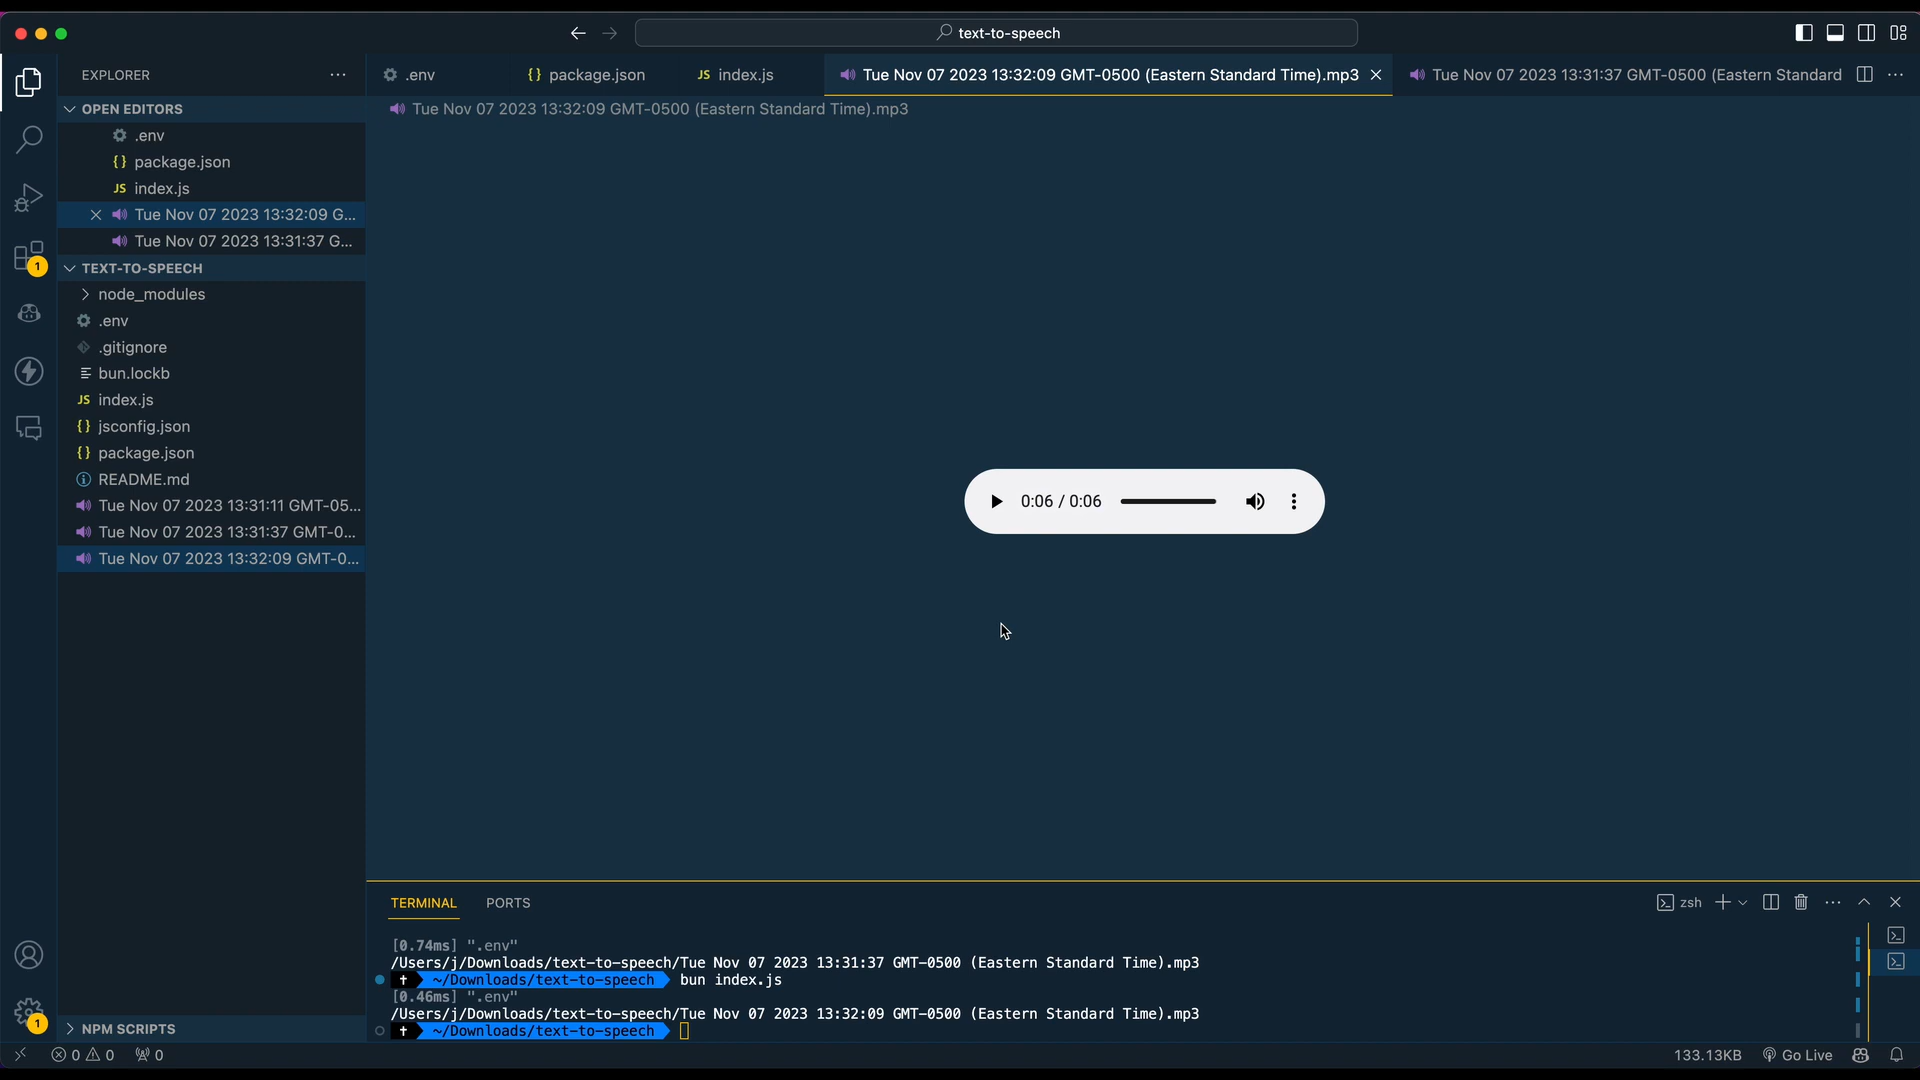 text-to-speech
EXPLORER
.env
package.json
JS index.js
Tue Nov 07 2023 13:32:09 GMT-0500 (Eastern Standard Time).mp3
Tue Nov 07 2023 13:31:37 GMT-0500 (Eastern Standard
OPEN EDITORS
Tue Nov 07 2023 13:32:09 GMT-0500 (Eastern Standard Time).mp3
.env
{} package.json
JS index.js
Tue Nov 07 2023 13:32:09 G...
Tue Nov 07 2023 13:31:37 G...
TEXT-TO-SPEECH
node_modules
.env
.gitignore
bun.lockb
JS index.js
{} jsconfig.json
{} package.json
README.md
Tue Nov 07 2023 13:31:11 GMT-05...
Tue Nov 07 2023 13:31:37 GMT-0...
Tue Nov 07 2023 13:32:09 GMT-0...
1
0:06 / 0:06
TERMINAL
PORTS
zsh
[0.74ms] ".env"
/Users/j/Downloads/text-to-speech/Tue Nov 07 2023 13:31:37 GMT-0500 (Eastern Standard Time).mp3
~/Downloads/text-to-speech bun index.js
[0.46ms] ".env"
/Users/j/Downloads/text-to-speech/Tue Nov 07 2023 13:32:09 GMT-0500 (Eastern Standard Time).mp3
~/Downloads/text-to-speech
1
NPM SCRIPTS
0 0 0
133.13KB
Go Live